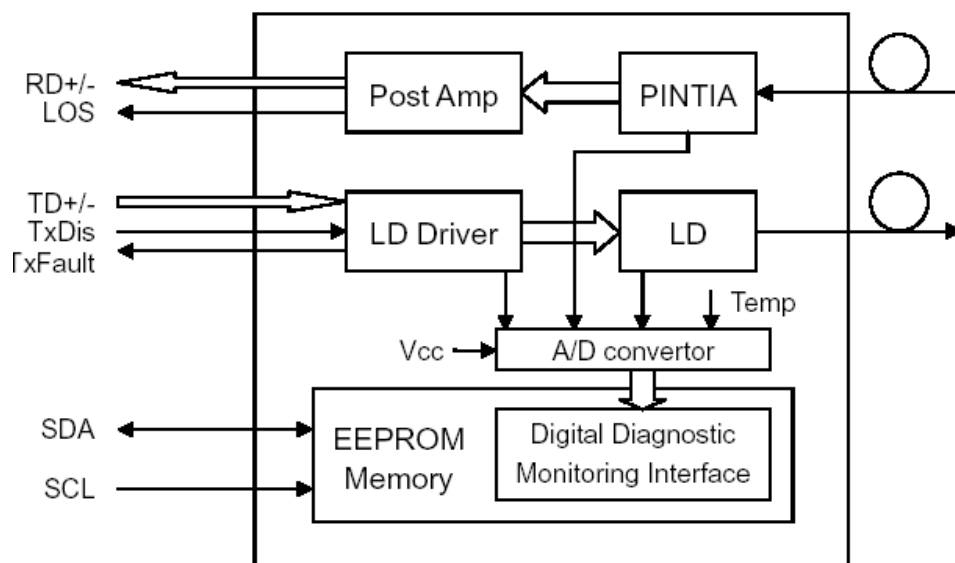 RD+/-
LOS
Post Amp
PINTIA
TD+/-
TxDis
TxFault
LD Driver
LD
Temp
Vcc
A/D convertor
SDA
SCL
EEPROM
Memory
Digital Diagnostic
Monitoring Interface